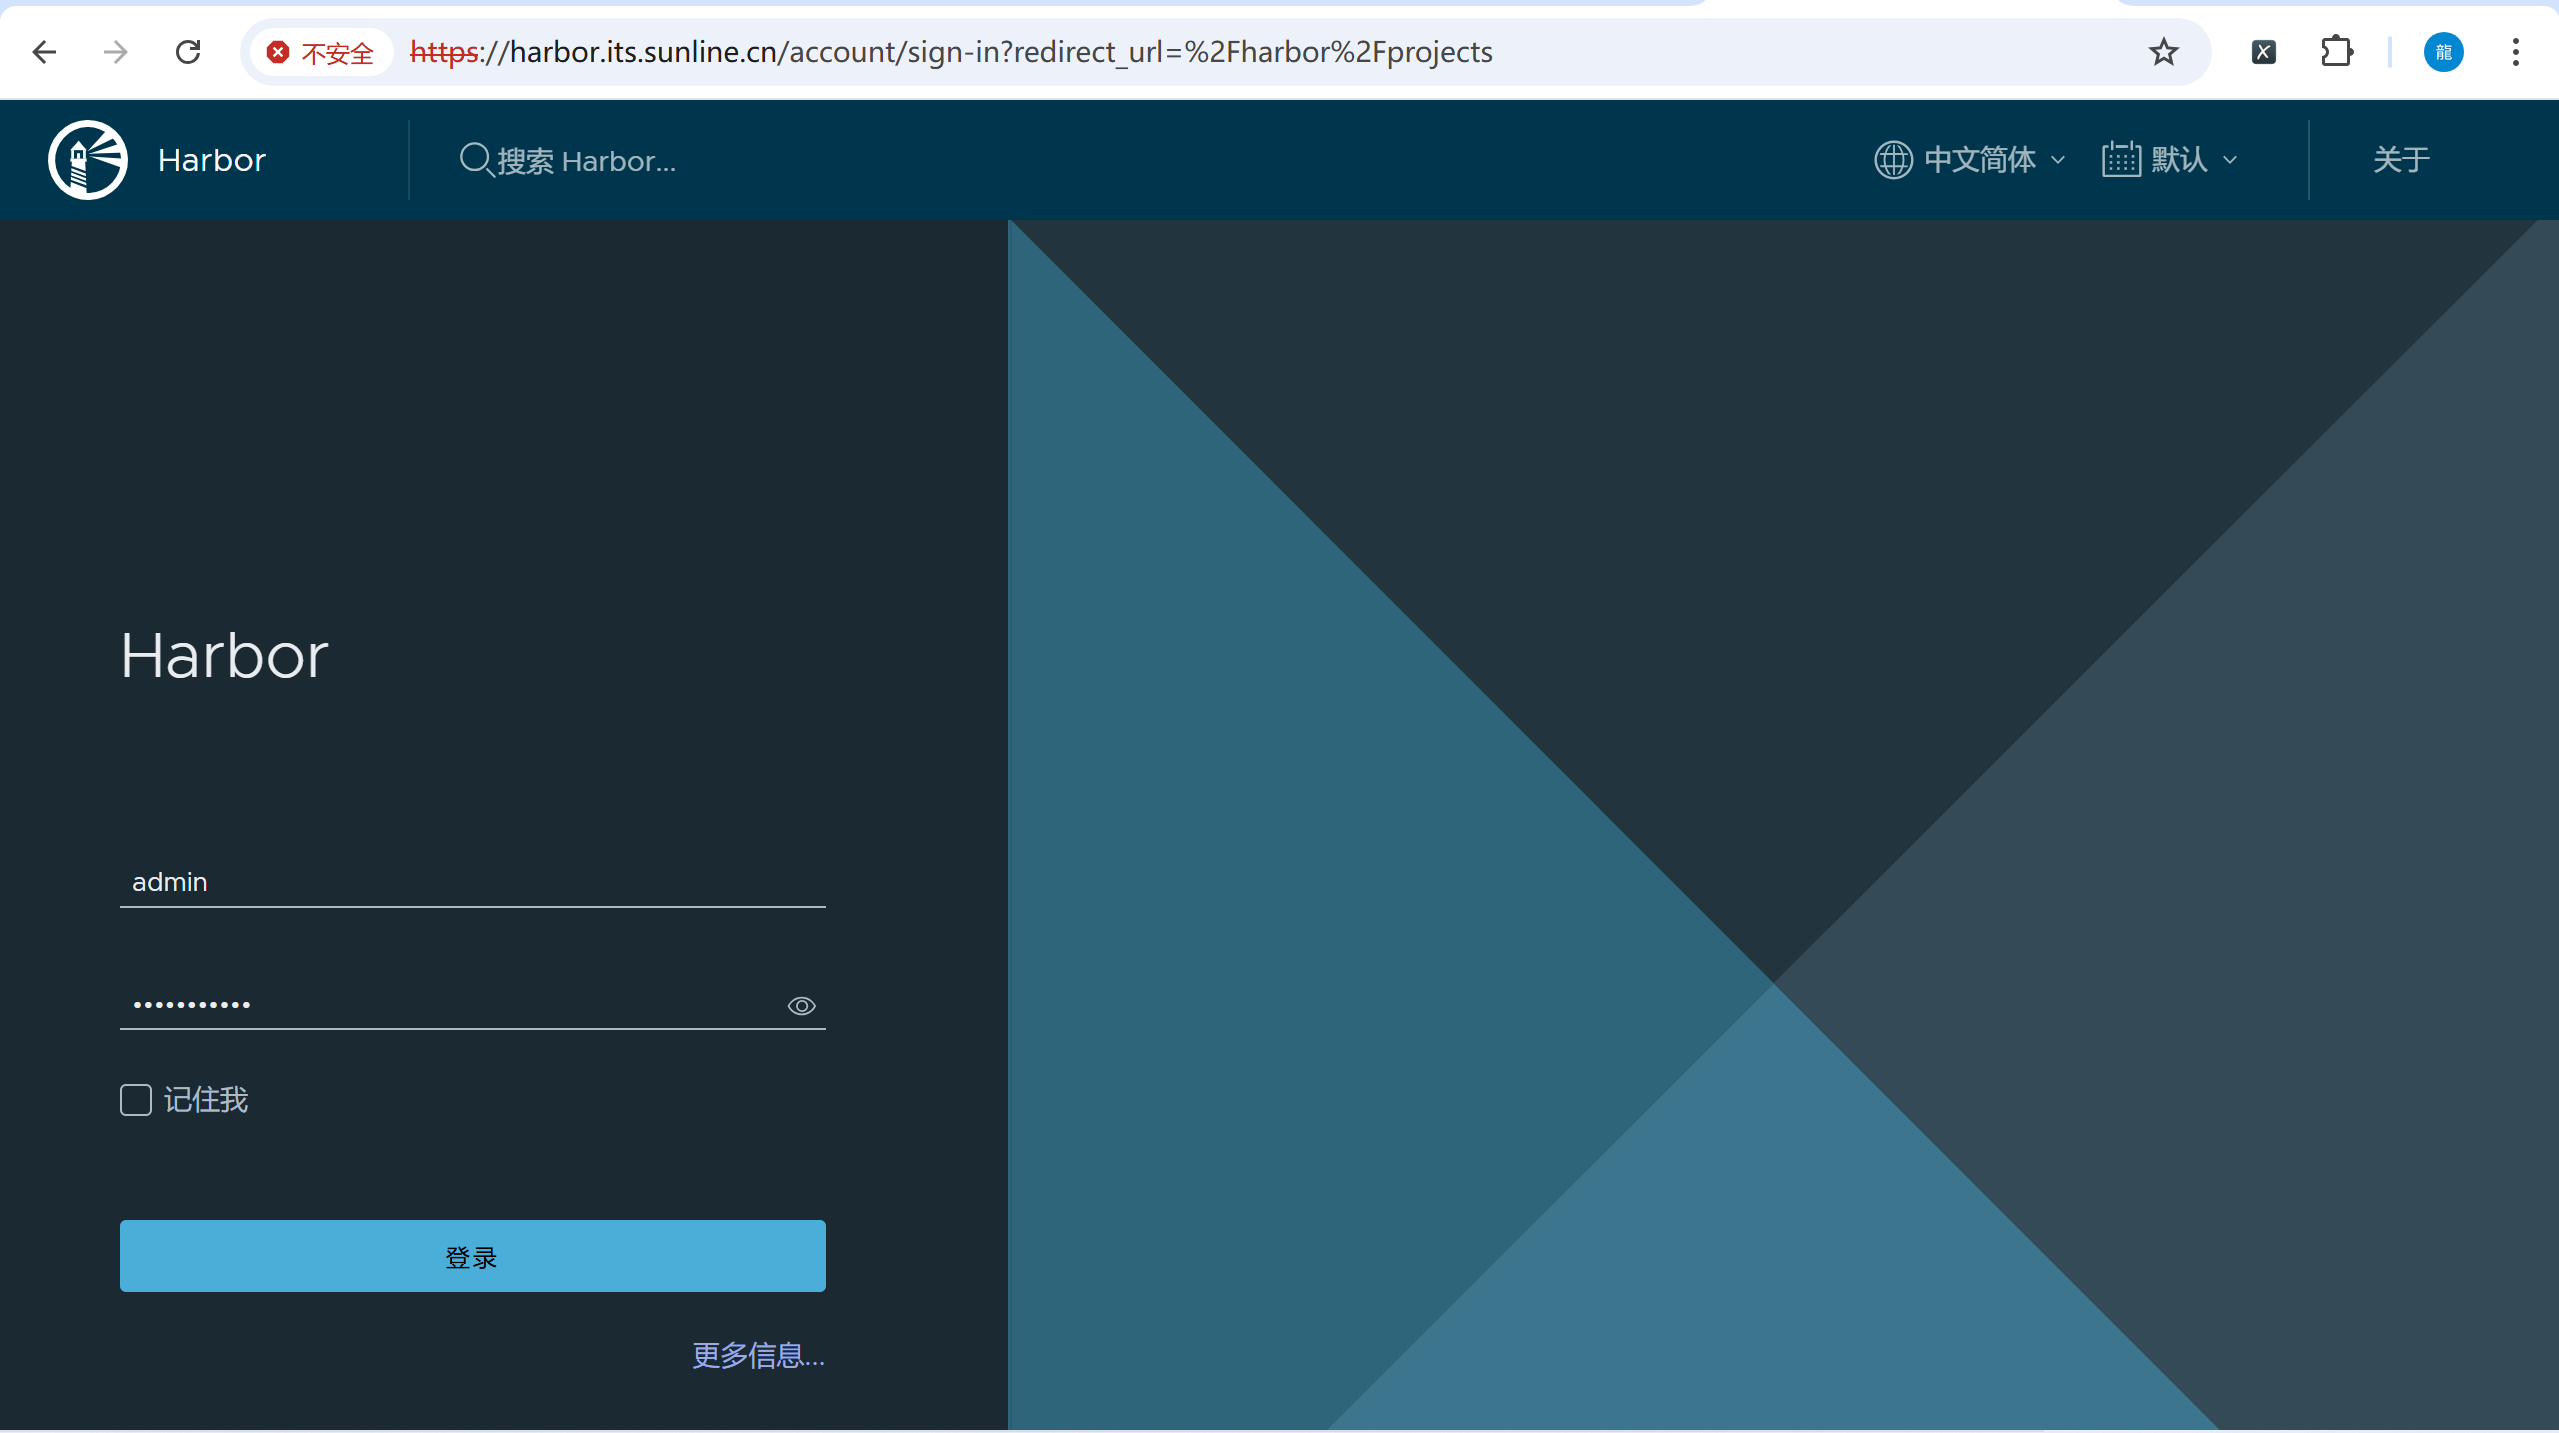 不安全 https://harbor.its.sunline.cn/account/sign-in?redirect_url=%2Fharbor%2Fprojects 龍
Harbor 搜索 Harbor... 中文简体 默认 关于
Harbor
admin
•••••••••••
记住我
登录
更多信息...